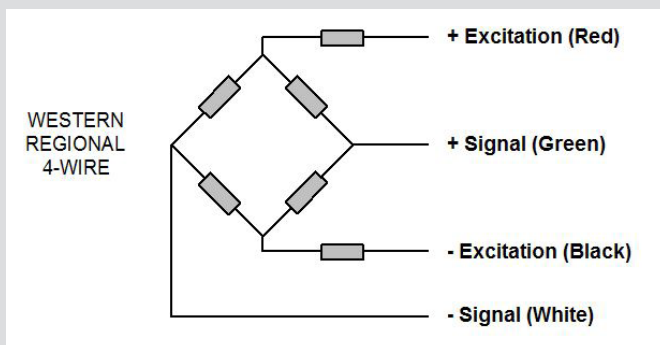 WESTERN
REGIONAL
4-WIRE
+ Excitation (Red)
+ Signal (Green)
- Excitation (Black)
- Signal (White)